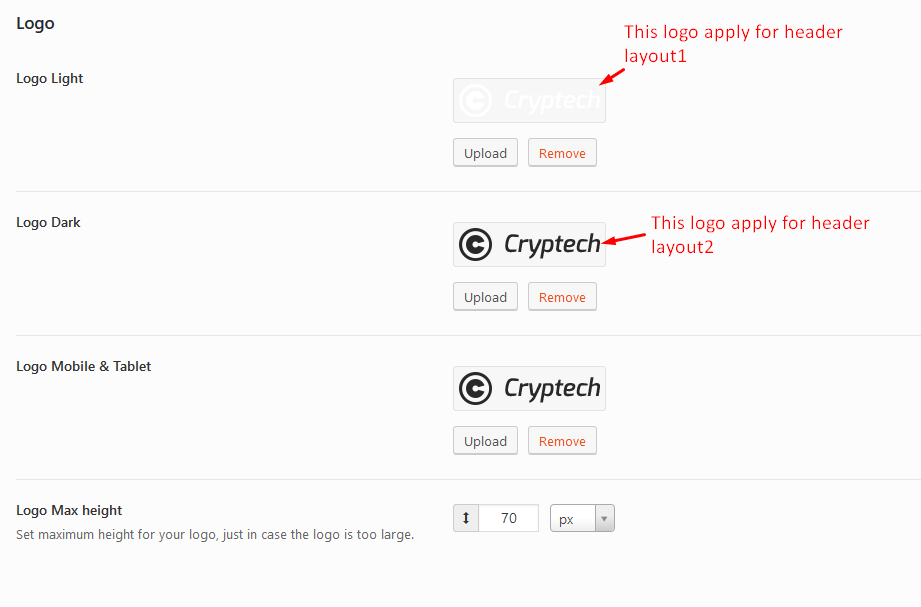 Logo
This logo apply for header
layout1
Logo Light
Cryptech
Upload Remove
Logo Dark
This logo apply for header
layout2
Cryptech
Upload Remove
Logo Mobile & Tablet
Cryptech
Upload Remove
Logo Max height
70 px
Set maximum height for your logo, just in case the logo is too large.